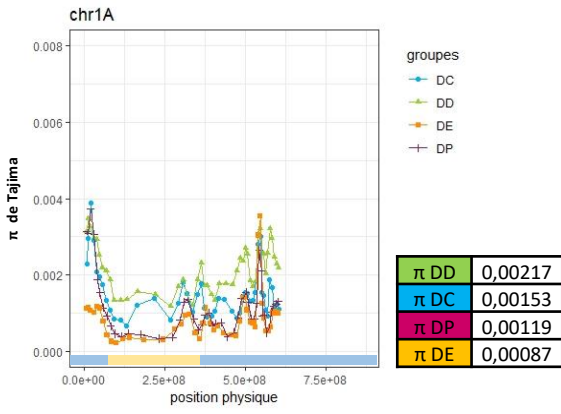 chr1A
π de Tajima
0.008
0.006
0.004
0.002
0.000
0.0e+00 2.5e+08 5.0e+08 7.5e+08
position physique
groupes
DC
DD
DE
DP
π DD 0,00217
π DC 0,00153
π DP 0,00119
π DE 0,00087